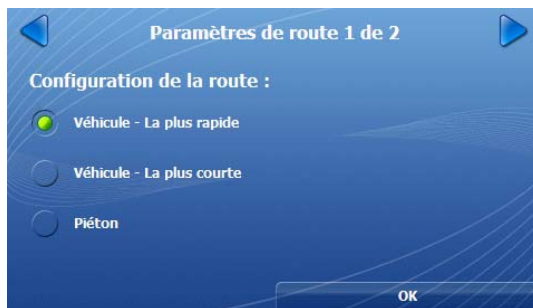 Paramètres de route 1 de 2
Configuration de la route :
Véhicule - La plus rapide
Véhicule - La plus courte
Piéton
OK